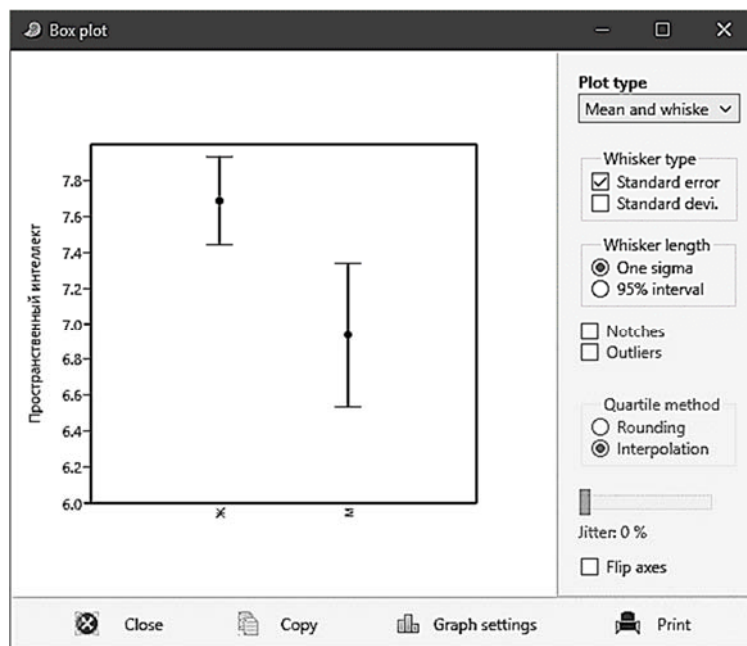 Box plot
Пространственный интеллект
7.8
7.6
7.4
7.2
7.0
6.8
6.6
6.4
6.2
6.0
Ж
М
Plot type
Mean and whiske
Whisker type
Standard error
Standard devi.
Whisker length
One sigma
95% interval
Notches
Outliers
Quartile method
Rounding
Interpolation
Jitter: 0 %
Flip axes
Close
Copy
Graph settings
Print